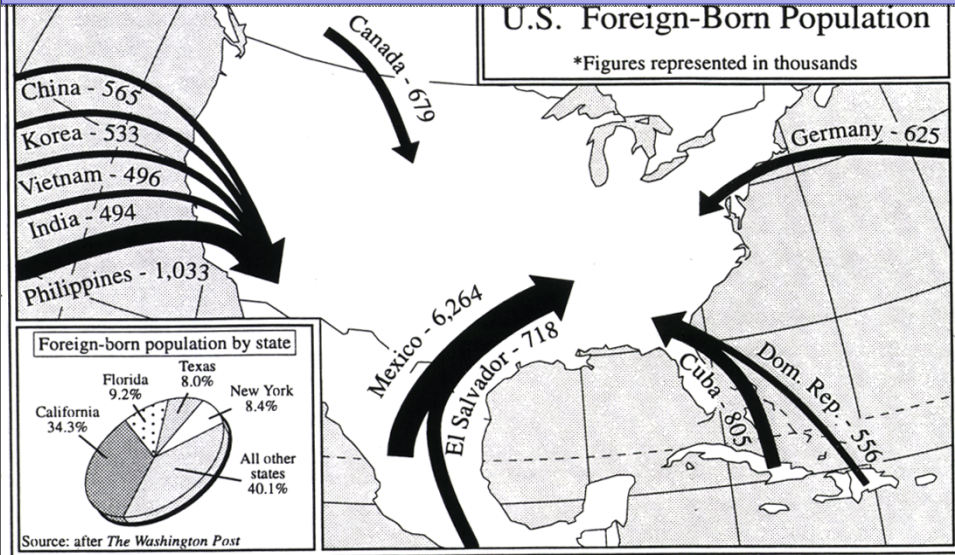 U.S. Foreign-Born Population
*Figures represented in thousands
Canada - 679
China - 565
Korea - 533
Vietnam - 496
India - 494
Philippines - 1,033
Germany - 625
Mexico - 6,264
El Salvador - 718
Cuba - 805
Dom. Rep. - 556
Foreign-born population by state
Texas
8.0%
Florida
9.2%
New York
8.4%
California
34.3%
All other
states
40.1%
Source: after The Washington Post